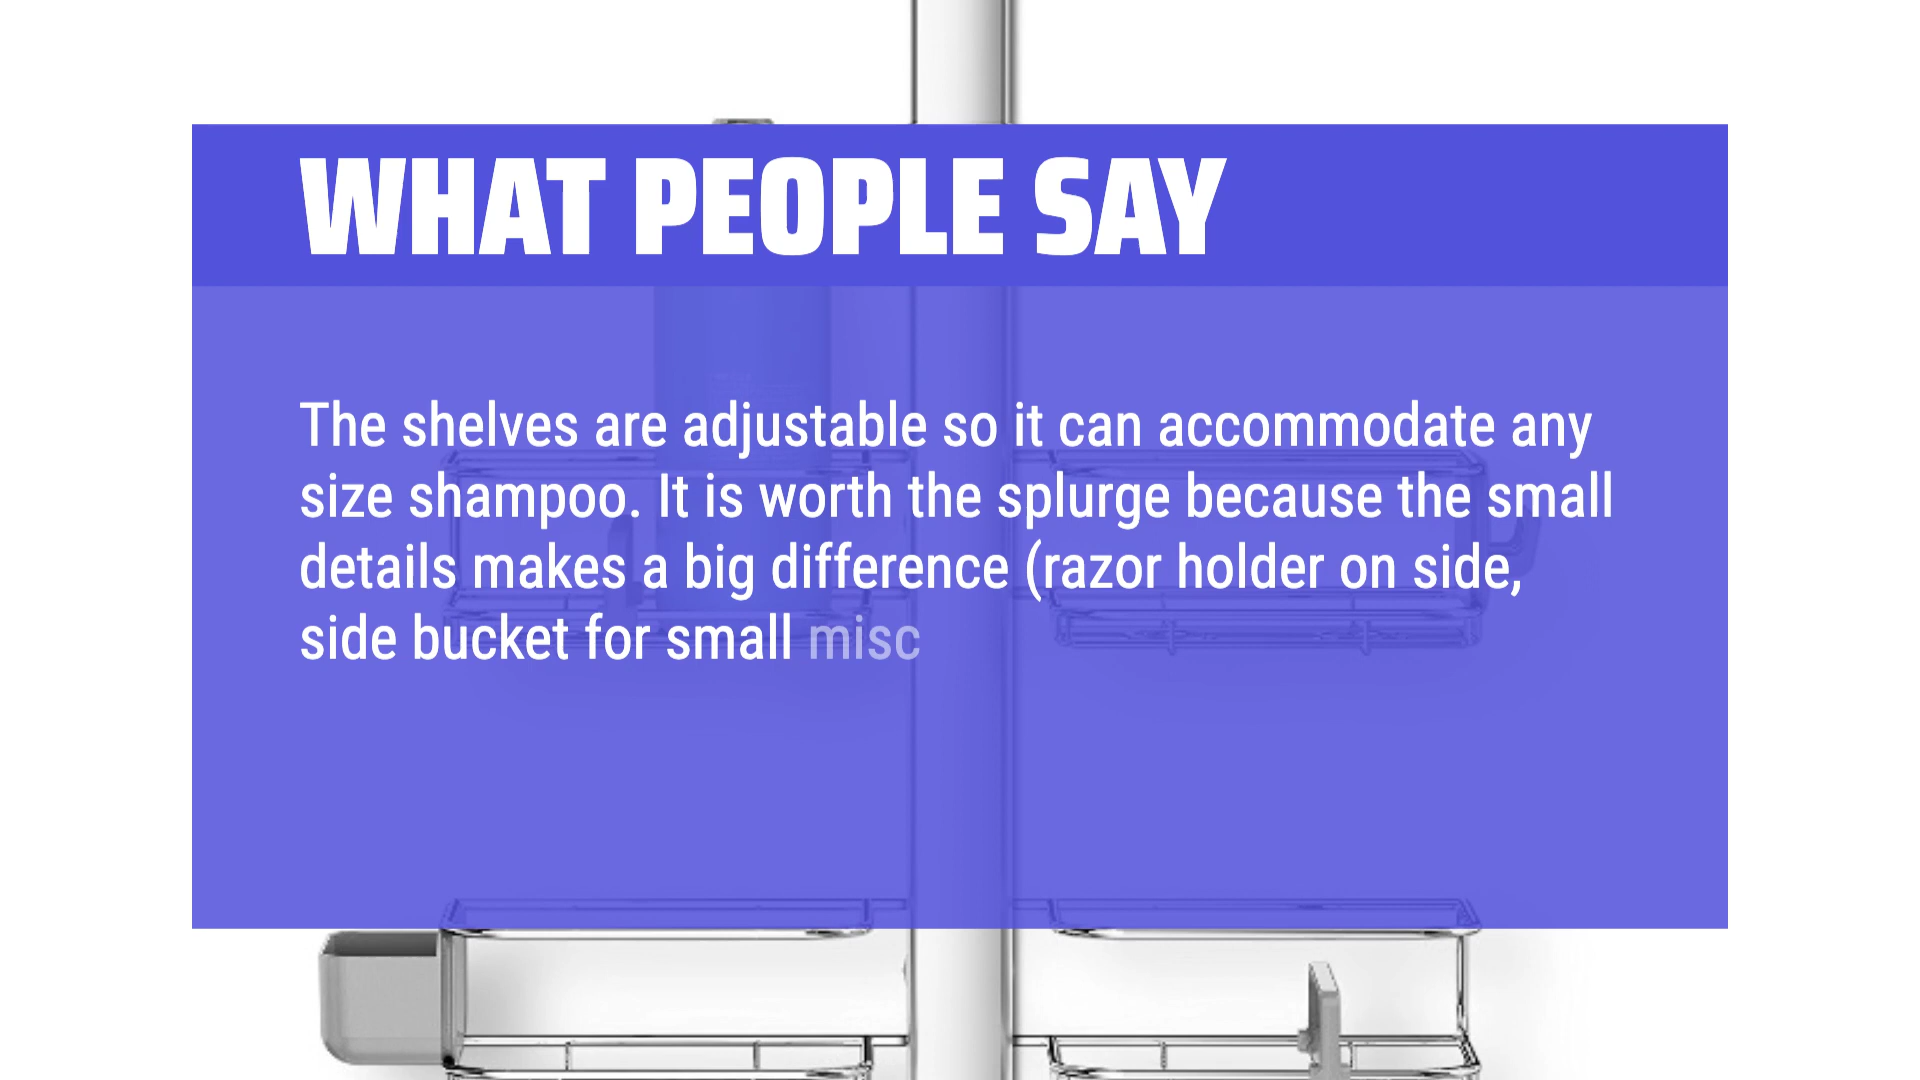 WHAT PEOPLE SAY
The shelves are adjustable so it can accommodate any
size shampoo. It is worth the splurge because the small
details makes a big difference (razor holder on side,
side bucket for small misc